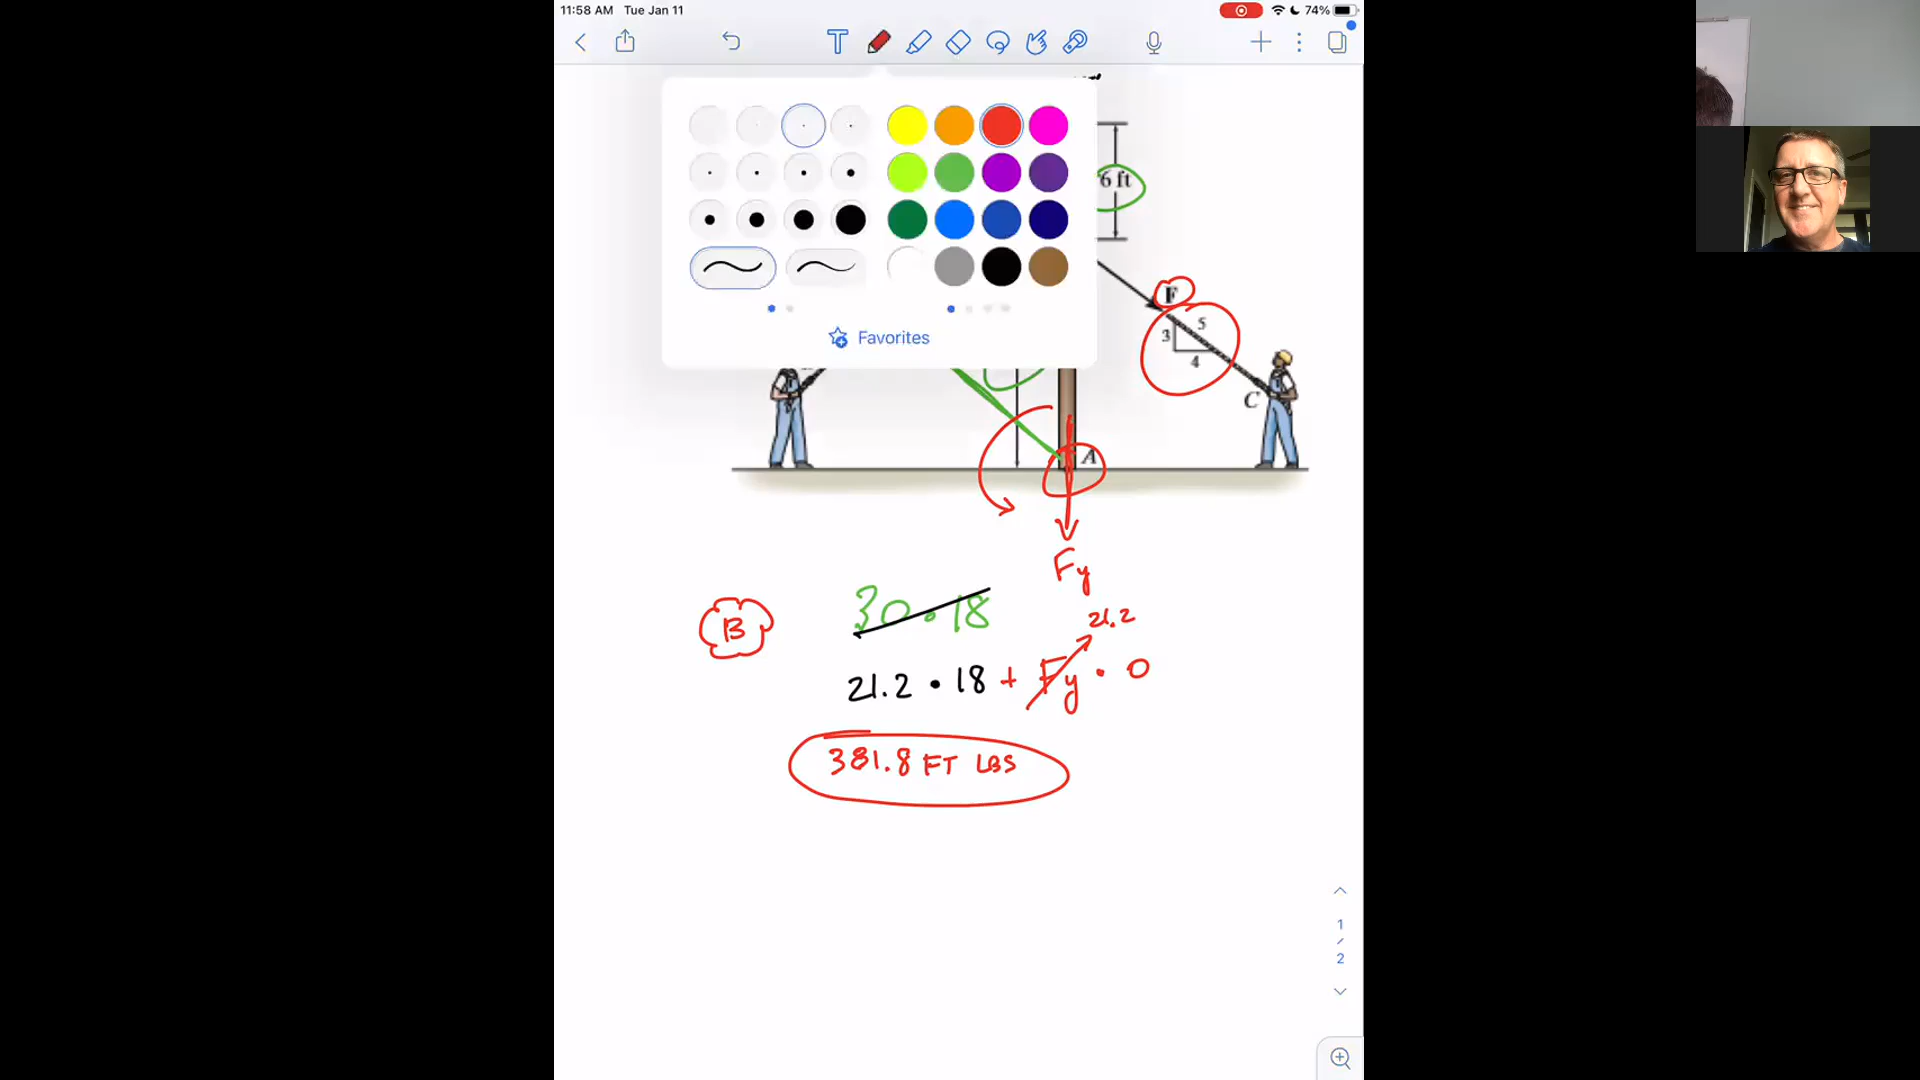 11:58 AM Tue Jan 11
74%
T
Favorites
6 ft
F
5
3
4
C
A
Fy
B
30 • 18
21.2
21.2 • 18 + Fy • 0
381.8 FT LBS
1
/
2